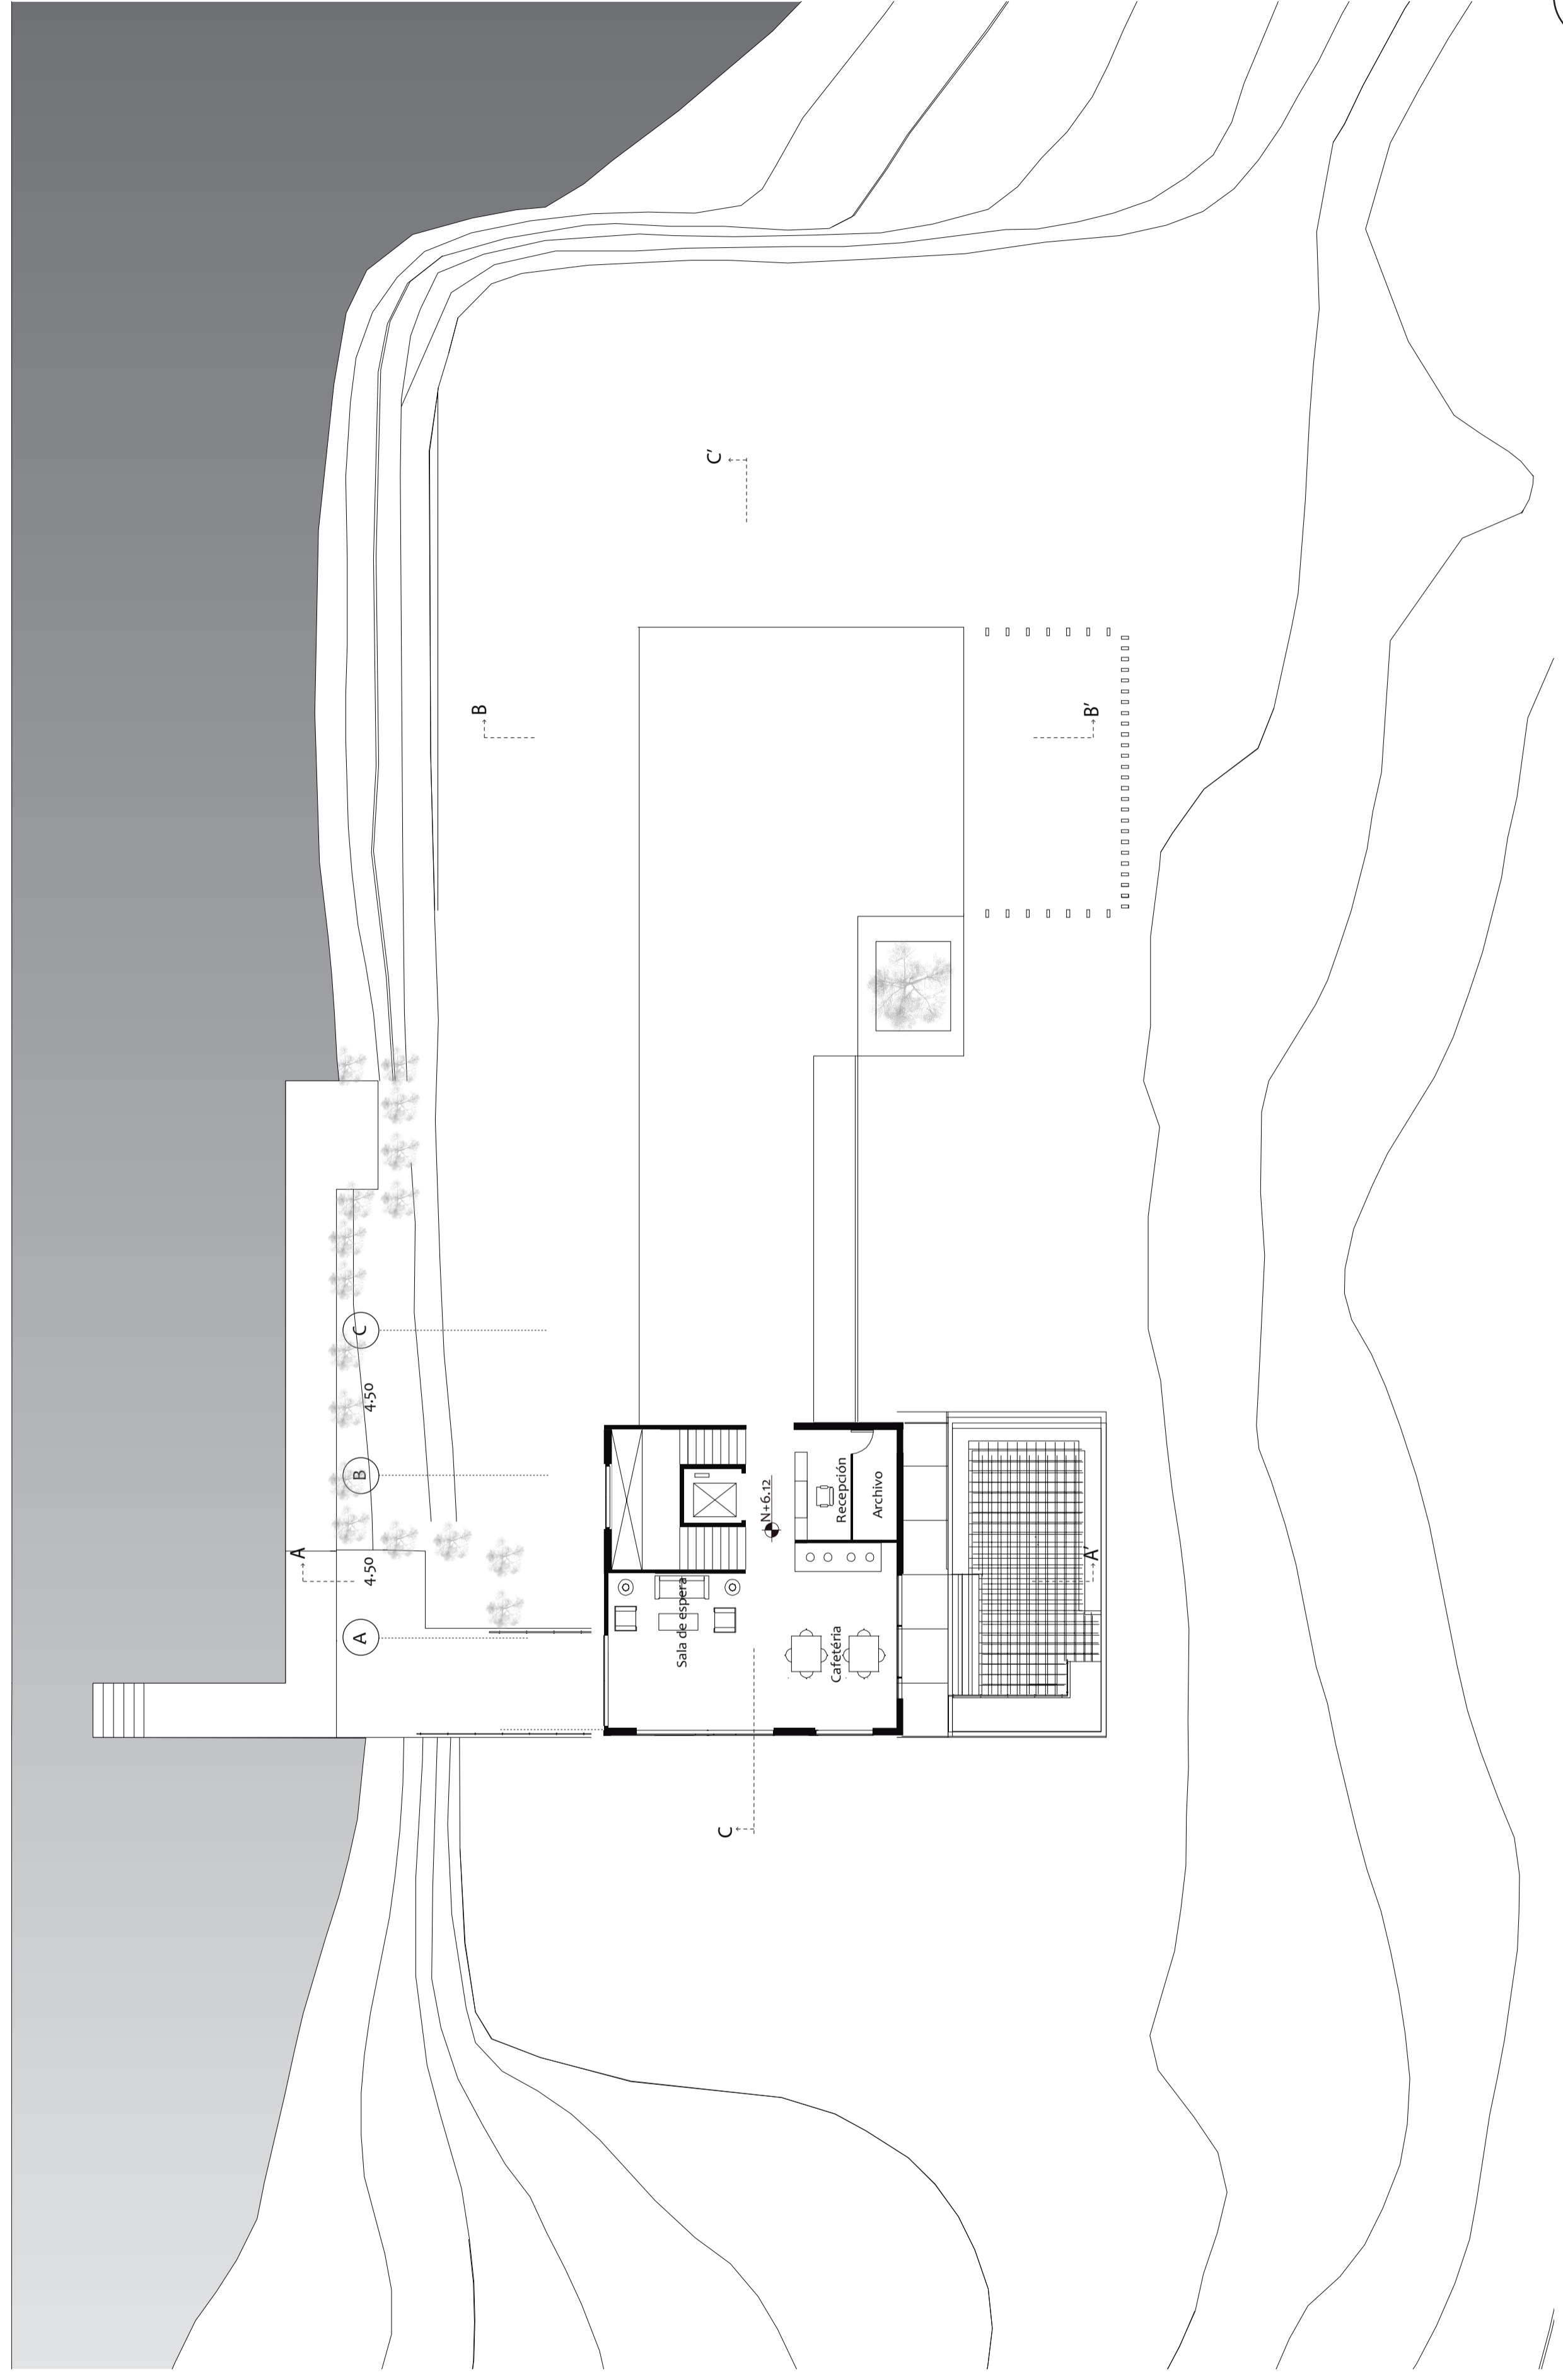 C'
B
B'
C
4.50
B
A
4.50
A
N+6.12
Recepción
Archivo
A'
Sala de espera
Cafetéria
C